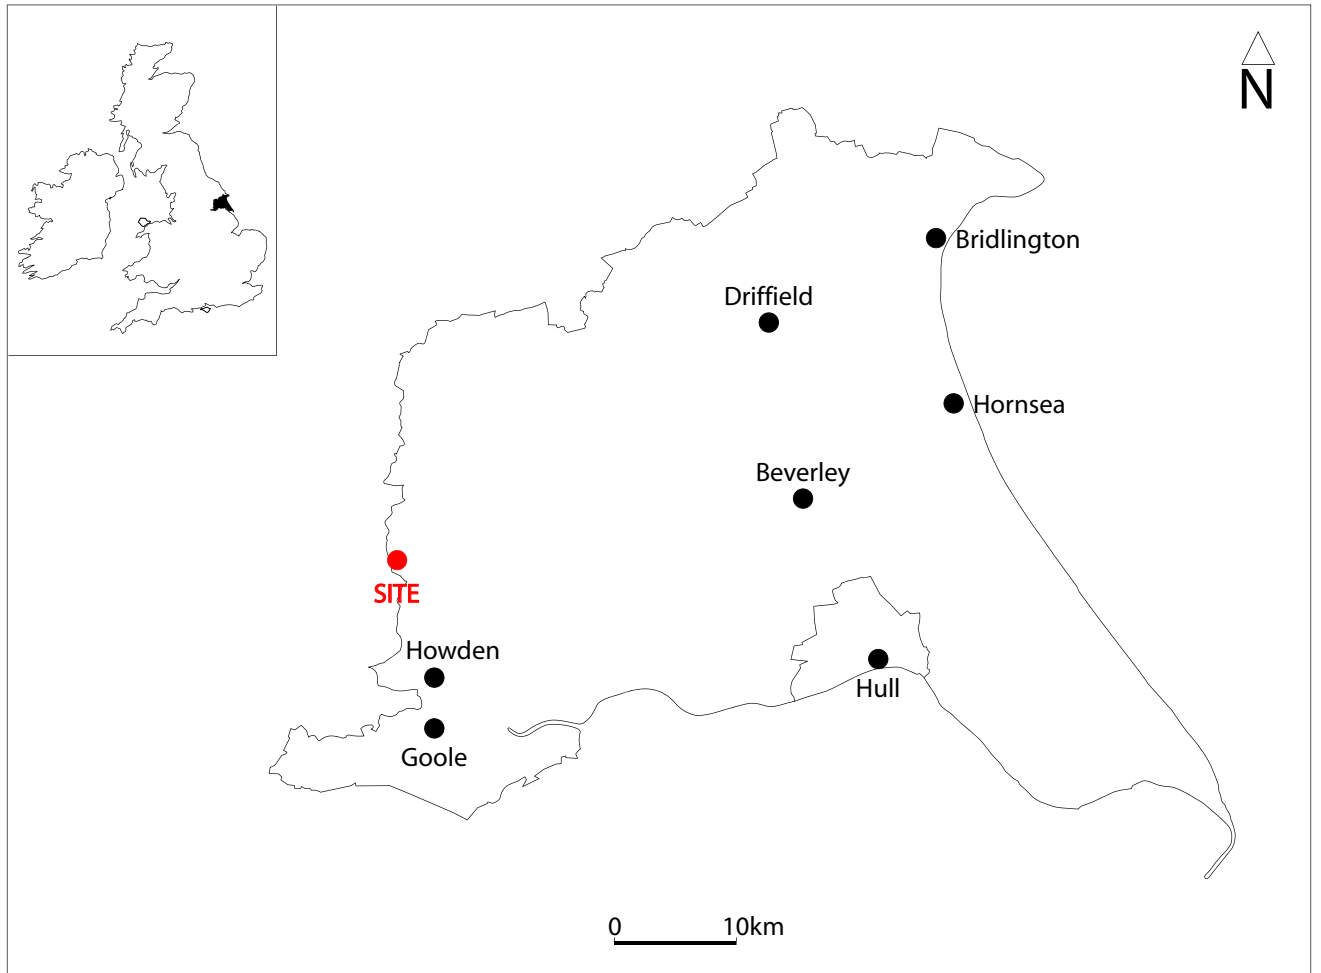 N
Bridlington
Driffield
Hornsea
Beverley
SITE
Howden
Hull
Goole
0 10km